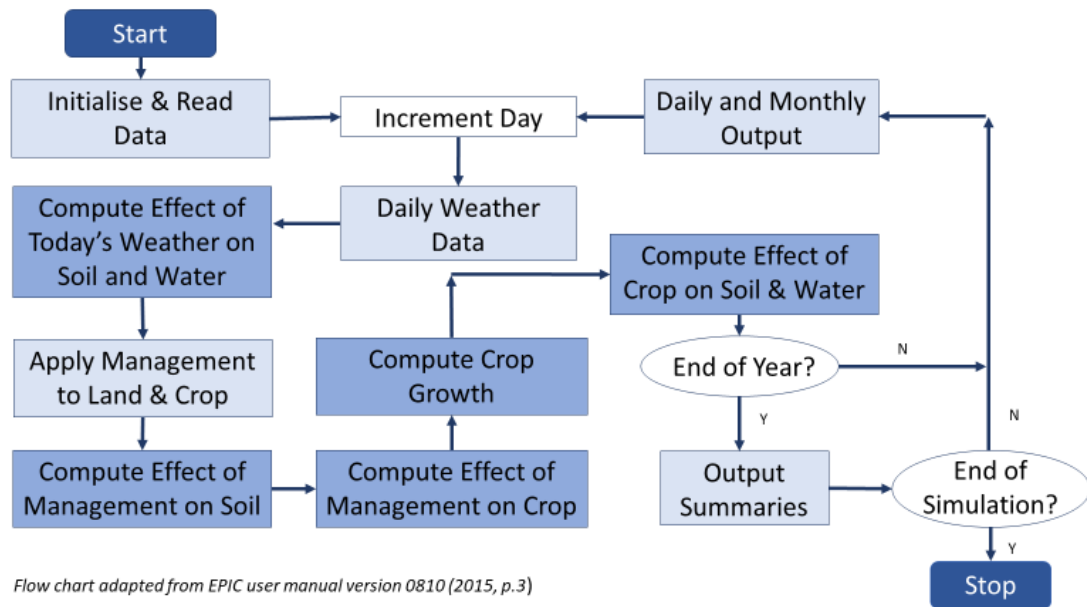 Start
Initialise & Read
Data
Increment Day
Daily and Monthly
Output
Compute Effect of
Today's Weather on
Soil and Water
Daily Weather
Data
Compute Effect of
Crop on Soil & Water
Apply Management
to Land & Crop
Compute Crop
Growth
End of Year?
N
Y
N
Compute Effect of
Management on Soil
Compute Effect of
Management on Crop
Output
Summaries
End of
Simulation?
Y
Stop
Flow chart adapted from EPIC user manual version 0810 (2015, p.3)